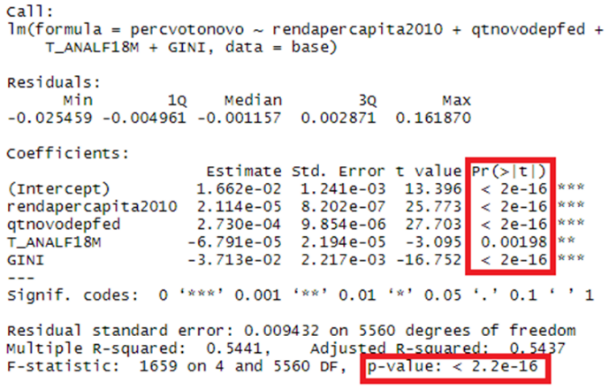 Call:
lm(formula = percvotonovo ~ rendapercapita2010 + qtnovodepfed +
    T_ANALF18M + GINI, data = base)
Residuals:
      Min        1Q    Median        3Q       Max
-0.025459 -0.004961 -0.001157  0.002871  0.161870
Coefficients:
                     Estimate Std. Error t value Pr(>|t|)
(Intercept)         1.662e-02  1.241e-03  13.396  < 2e-16 ***
rendapercapita2010  2.114e-05  8.202e-07  25.773  < 2e-16 ***
qtnovodepfed        2.730e-04  9.854e-06  27.703  < 2e-16 ***
T_ANALF18M         -6.791e-05  2.194e-05  -3.095  0.00198 **
GINI               -3.713e-02  2.217e-03 -16.752  < 2e-16 ***
---
Signif. codes:  0 ‘***’ 0.001 ‘**’ 0.01 ‘*’ 0.05 ‘.’ 0.1 ‘ ’ 1
Residual standard error: 0.009432 on 5560 degrees of freedom
Multiple R-squared:  0.5441,	Adjusted R-squared:  0.5437
F-statistic:  1659 on 4 and 5560 DF,  p-value: < 2.2e-16